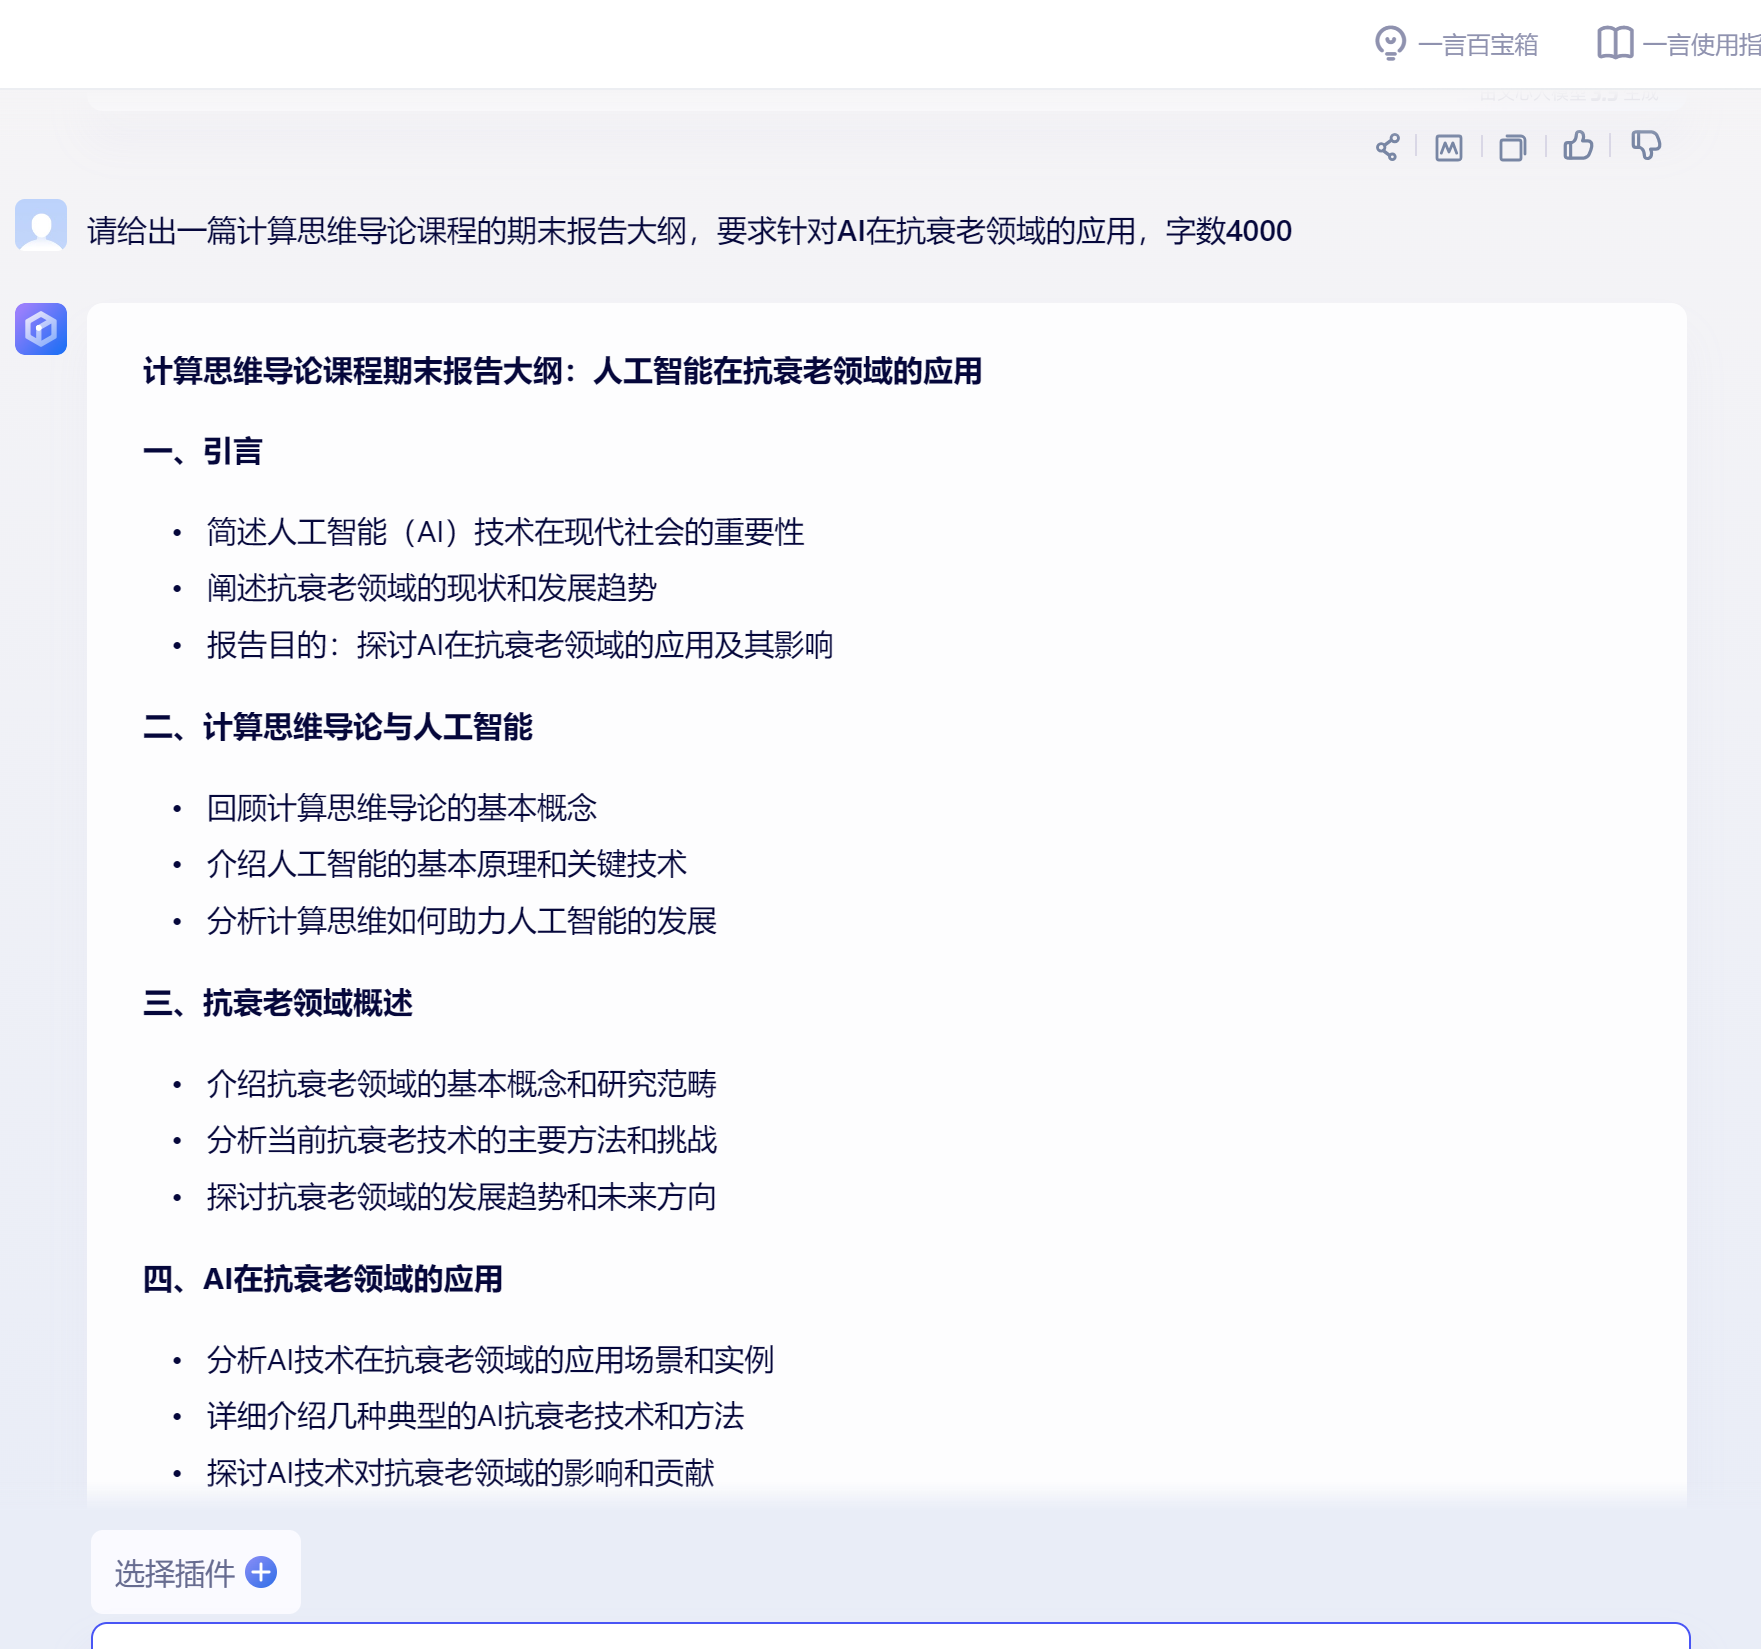 一言百宝箱
一言使用指
请给出一篇计算思维导论课程的期末报告大纲，要求针对AI在抗衰老领域的应用，字数4000
计算思维导论课程期末报告大纲：人工智能在抗衰老领域的应用
一、引言
• 简述人工智能（AI）技术在现代社会的重要性
• 阐述抗衰老领域的现状和发展趋势
• 报告目的：探讨AI在抗衰老领域的应用及其影响
二、计算思维导论与人工智能
• 回顾计算思维导论的基本概念
• 介绍人工智能的基本原理和关键技术
• 分析计算思维如何助力人工智能的发展
三、抗衰老领域概述
• 介绍抗衰老领域的基本概念和研究范畴
• 分析当前抗衰老技术的主要方法和挑战
• 探讨抗衰老领域的发展趋势和未来方向
四、AI在抗衰老领域的应用
• 分析AI技术在抗衰老领域的应用场景和实例
• 详细介绍几种典型的AI抗衰老技术和方法
• 探讨AI技术对抗衰老领域的影响和贡献
选择插件